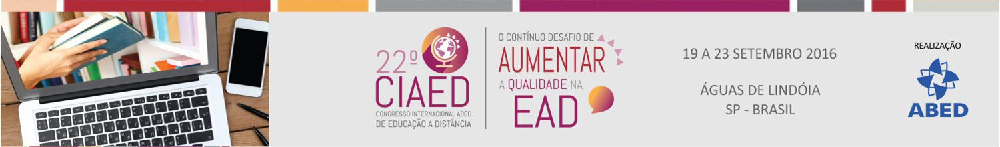 22º
CIAED
CONGRESSO INTERNACIONAL ABED
DE EDUCAÇÃO A DISTÂNCIA
O CONTÍNUO DESAFIO DE
AUMENTAR
A QUALIDADE NA
EAD
19 A 23 SETEMBRO 2016
ÁGUAS DE LINDÓIA
SP - BRASIL
REALIZAÇÃO
ABED